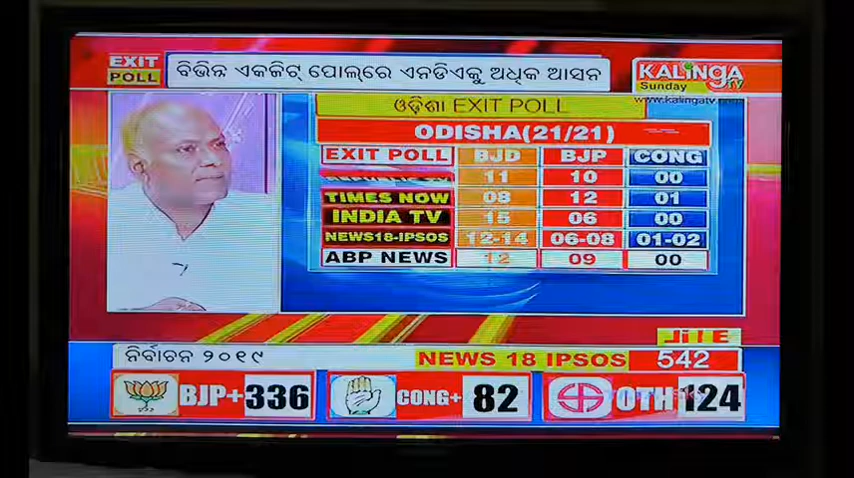 EXIT
POLL
ବିଭିନ୍ନ ଏକଜିଟ୍ ପୋଲ୍‌ରେ ଏନଡିଏକୁ ଅଧିକ ଆସନ
KALINGA TV
Sunday
www.kalingatv.com
ଓଡ଼ିଶା EXIT POLL
ODISHA(21/21)
EXIT POLL BJD BJP CONG
11 10 00
TIMES NOW 08 12 01
INDIA TV 15 06 00
NEWS18-IPSOS 12-14 06-08 01-02
ABP NEWS 12 09 00
ନିର୍ବାଚନ ୨୦୧୯ NEWS 18 IPSOS 542
BJP+ 336 CONG+ 82 OTH 124